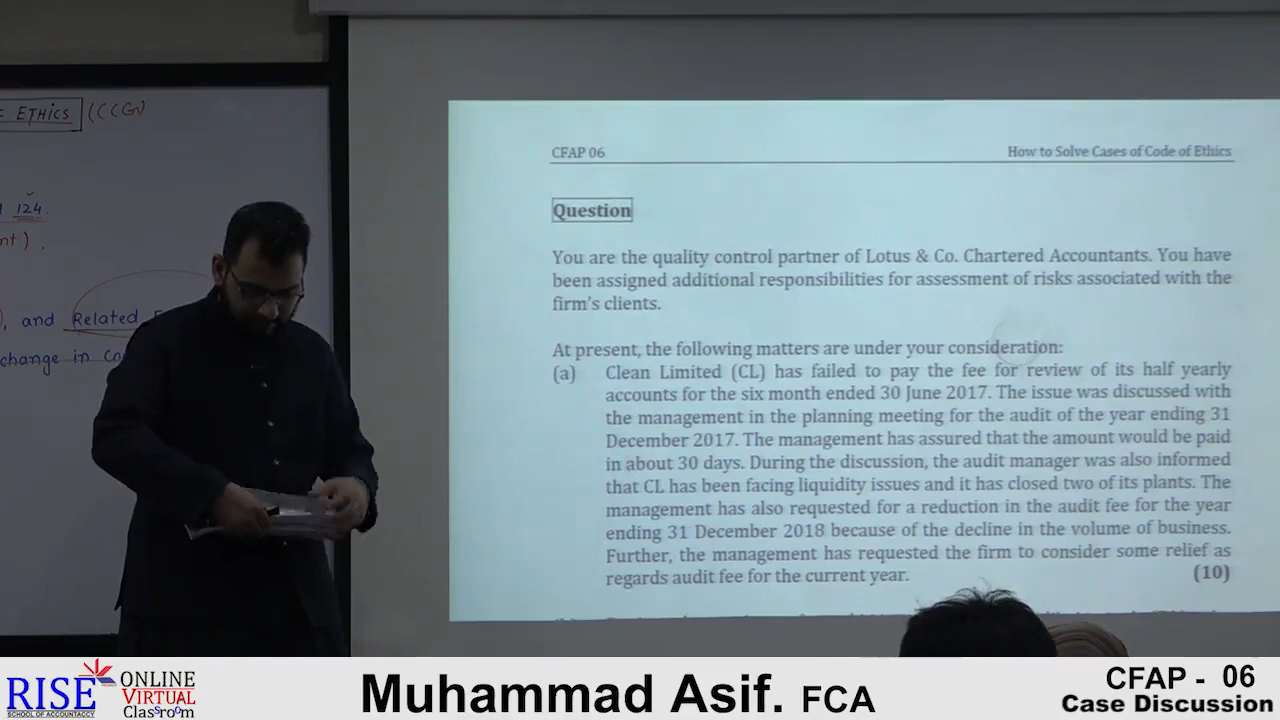 ETHICS (CCG)
124.
nt).
, and Related
change in
CFAP 06 How to Solve Cases of Code of Ethics
Question
You are the quality control partner of Lotus & Co. Chartered Accountants. You have
been assigned additional responsibilities for assessment of risks associated with the
firm's clients.
At present, the following matters are under your consideration:
(a) Clean Limited (CL) has failed to pay the fee for review of its half yearly
accounts for the six month ended 30 June 2017. The issue was discussed with
the management in the planning meeting for the audit of the year ending 31
December 2017. The management has assured that the amount would be paid
in about 30 days. During the discussion, the audit manager was also informed
that CL has been facing liquidity issues and it has closed two of its plants. The
management has also requested for a reduction in the audit fee for the year
ending 31 December 2018 because of the decline in the volume of business.
Further, the management has requested the firm to consider some relief as
regards audit fee for the current year. (10)
RISE ONLINE
VIRTUAL
SCHOOL OF ACCOUNTACY Classroom
Muhammad Asif. FCA
CFAP - 06
Case Discussion